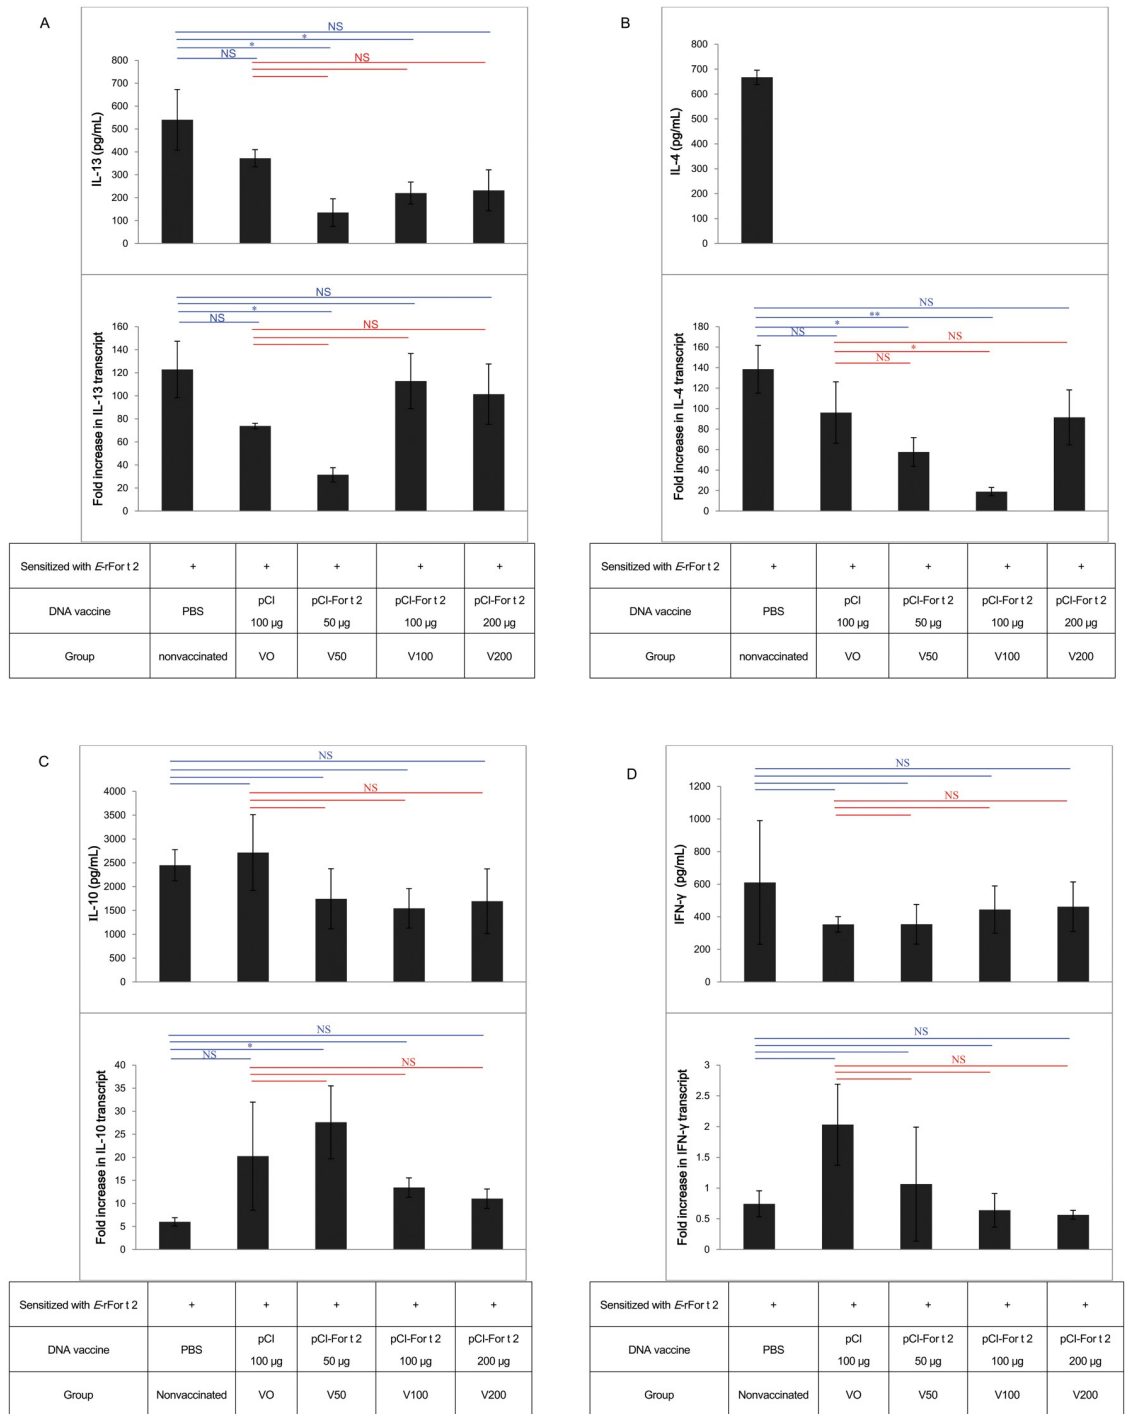 A
NS
*
*
NS
NS
IL-13 (pg/mL)
800
700
600
500
400
300
200
100
0
NS
*
NS
NS
Fold increase in IL-13 transcript
160
140
120
100
80
60
40
20
0
Sensitized with E-rFor t 2 + + + + +
DNA vaccine PBS pCI 100 µg pCI-For t 2 50 µg pCI-For t 2 100 µg pCI-For t 2 200 µg
Group nonvaccinated VO V50 V100 V200
B
IL-4 (pg/mL)
800
700
600
500
400
300
200
100
0
NS
**
*
NS
NS
*
NS
Fold increase in IL-4 transcript
180
160
140
120
100
80
60
40
20
0
Sensitized with E-rFor t 2 + + + + +
DNA vaccine PBS pCI 100 µg pCI-For t 2 50 µg pCI-For t 2 100 µg pCI-For t 2 200 µg
Group nonvaccinated VO V50 V100 V200
C
NS
NS
IL-10 (pg/mL)
4000
3500
3000
2500
2000
1500
1000
500
0
NS
*
NS
NS
Fold increase in IL-10 transcript
40
35
30
25
20
15
10
5
0
Sensitized with E-rFor t 2 + + + + +
DNA vaccine PBS pCI 100 µg pCI-For t 2 50 µg pCI-For t 2 100 µg pCI-For t 2 200 µg
Group Nonvaccinated VO V50 V100 V200
D
NS
NS
IFN-γ (pg/mL)
1200
1000
800
600
400
200
0
NS
NS
Fold increase in IFN-γ transcript
3
2.5
2
1.5
1
0.5
0
Sensitized with E-rFor t 2 + + + + +
DNA vaccine PBS pCI 100 µg pCI-For t 2 50 µg pCI-For t 2 100 µg pCI-For t 2 200 µg
Group Nonvaccinated VO V50 V100 V200